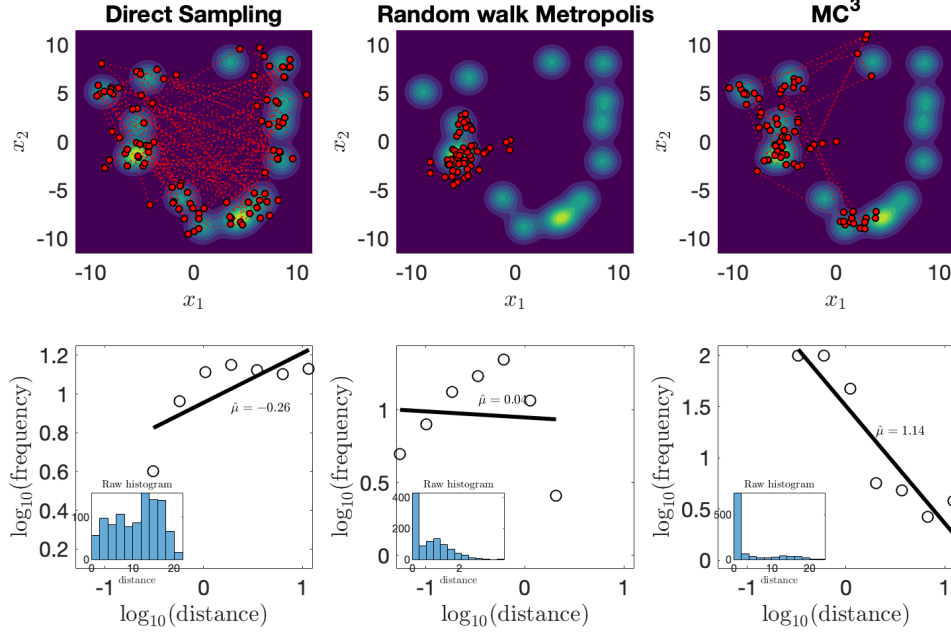 Direct Sampling
Random walk Metropolis
MC³
10
5
0
-5
-10
x₂
-10
0
10
x₁
10
5
0
-5
-10
x₂
-10
0
10
x₁
10
5
0
-5
-10
x₂
-10
0
10
x₁
1.2
1
0.8
0.6
0.4
0.2
log₁₀(frequency)
μ̂ = −0.26
Raw histogram
100
0
0
10
20
distance
-1
0
1
log₁₀(distance)
1
0.5
0
log₁₀(frequency)
μ̂ = 0.04
Raw histogram
400
200
0
0
2
distance
-1
0
1
log₁₀(distance)
2
1.5
1
0.5
0
log₁₀(frequency)
μ̂ = 1.14
Raw histogram
500
0
0
10
20
distance
-1
0
1
log₁₀(distance)